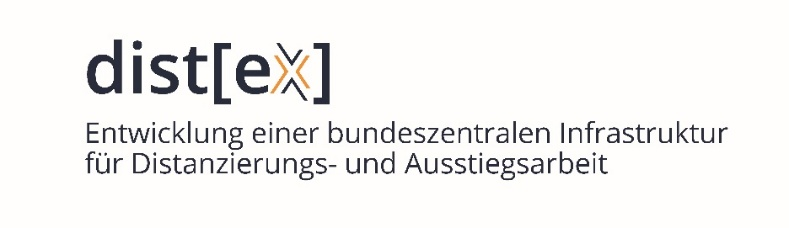 dist[ex]
Entwicklung einer bundeszentralen Infrastruktur
für Distanzierungs- und Ausstiegsarbeit